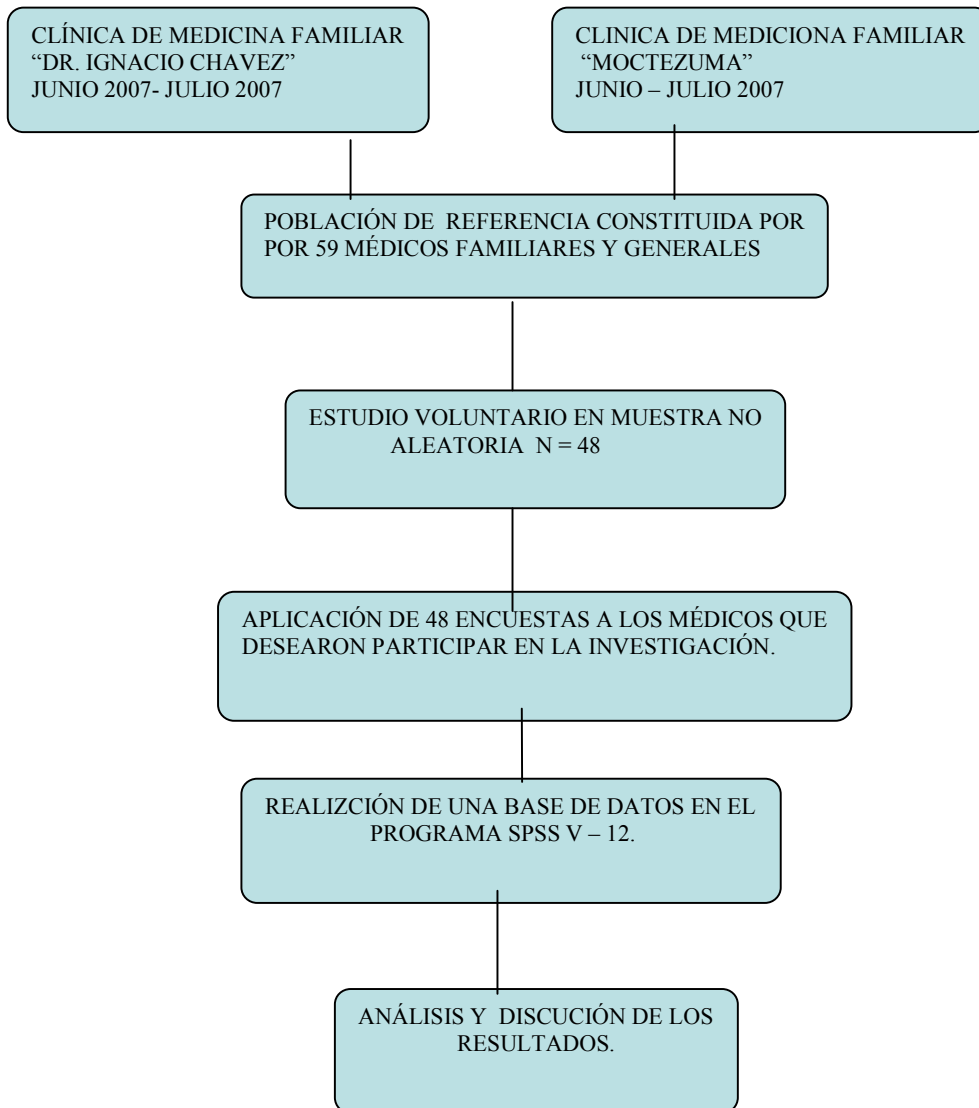 CLÍNICA DE MEDICINA FAMILIAR
“DR. IGNACIO CHAVEZ”
JUNIO 2007- JULIO 2007
CLINICA DE MEDICIONA FAMILIAR
“MOCTEZUMA”
JUNIO – JULIO 2007
POBLACIÓN DE REFERENCIA CONSTITUIDA POR
POR 59 MÉDICOS FAMILIARES Y GENERALES
ESTUDIO VOLUNTARIO EN MUESTRA NO
ALEATORIA N = 48
APLICACIÓN DE 48 ENCUESTAS A LOS MÉDICOS QUE
DESEARON PARTICIPAR EN LA INVESTIGACIÓN.
REALIZCIÓN DE UNA BASE DE DATOS EN EL
PROGRAMA SPSS V – 12.
ANÁLISIS Y DISCUCIÓN DE LOS
RESULTADOS.